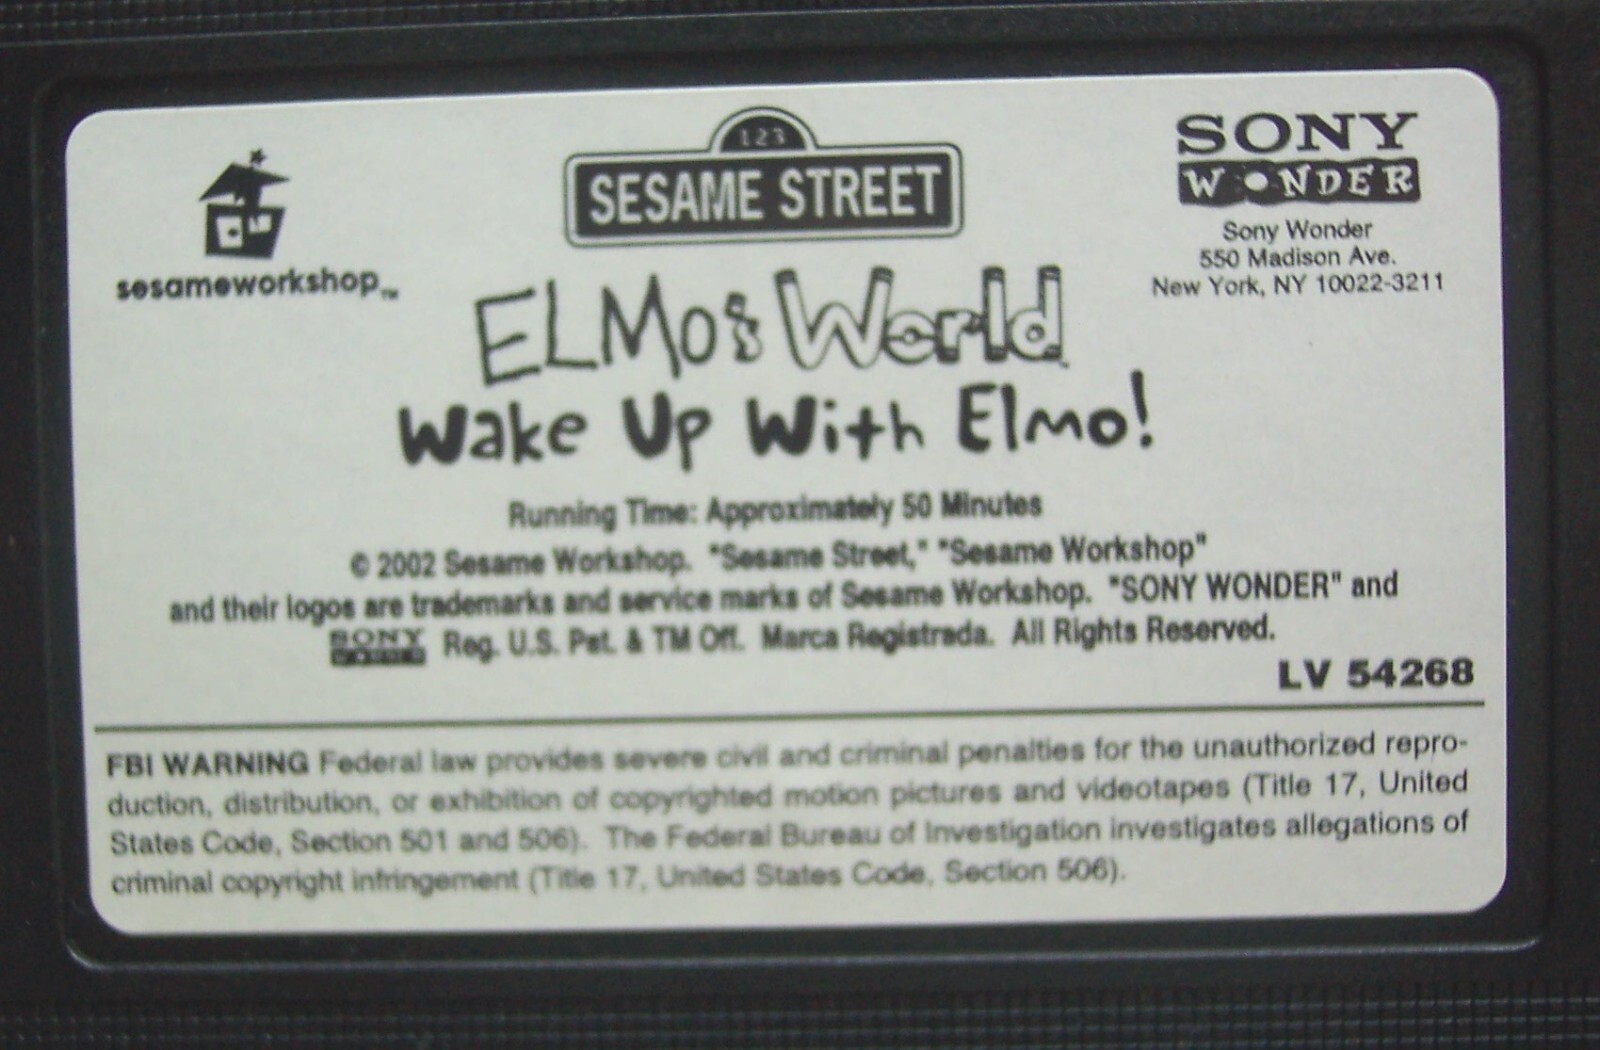 123
SESAME STREET
sesameworkshop™
SONY
WONDER
Sony Wonder
550 Madison Ave.
New York, NY 10022-3211
ELMOs World™
Wake Up With Elmo!
Running Time: Approximately 50 Minutes
© 2002 Sesame Workshop. "Sesame Street," "Sesame Workshop"
and their logos are trademarks and service marks of Sesame Workshop. "SONY WONDER" and
SONY WONDER Reg. U.S. Pat. & TM Off. Marca Registrada. All Rights Reserved.
LV 54268
FBI WARNING Federal law provides severe civil and criminal penalties for the unauthorized repro-
duction, distribution, or exhibition of copyrighted motion pictures and videotapes (Title 17, United
States Code, Section 501 and 506). The Federal Bureau of Investigation investigates allegations of
criminal copyright infringement (Title 17, United States Code, Section 506).